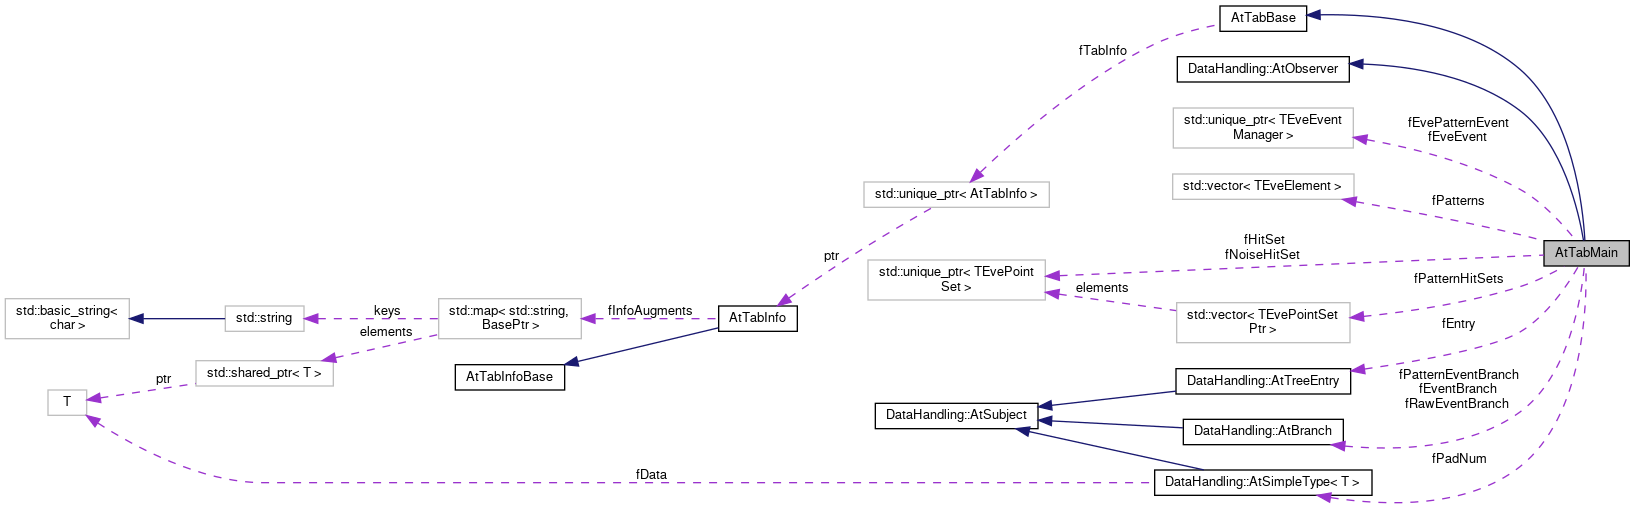 AtTabBase
fTabInfo
DataHandling::AtObserver
std::unique_ptr< TEveEvent
Manager >
fEvePatternEvent
fEveEvent
std::vector< TEveElement >
fPatterns
std::unique_ptr< AtTabInfo >
AtTabMain
fHitSet
fNoiseHitSet
ptr
std::unique_ptr< TEvePoint
Set >
fPatternHitSets
elements
std::basic_string<
char >
std::string
keys
std::map< std::string,
BasePtr >
fInfoAugments
AtTabInfo
std::vector< TEvePointSet
Ptr >
fEntry
elements
std::shared_ptr< T >
AtTabInfoBase
ptr
T
DataHandling::AtTreeEntry
fPatternEventBranch
fEventBranch
fRawEventBranch
DataHandling::AtSubject
DataHandling::AtBranch
fPadNum
fData
DataHandling::AtSimpleType< T >